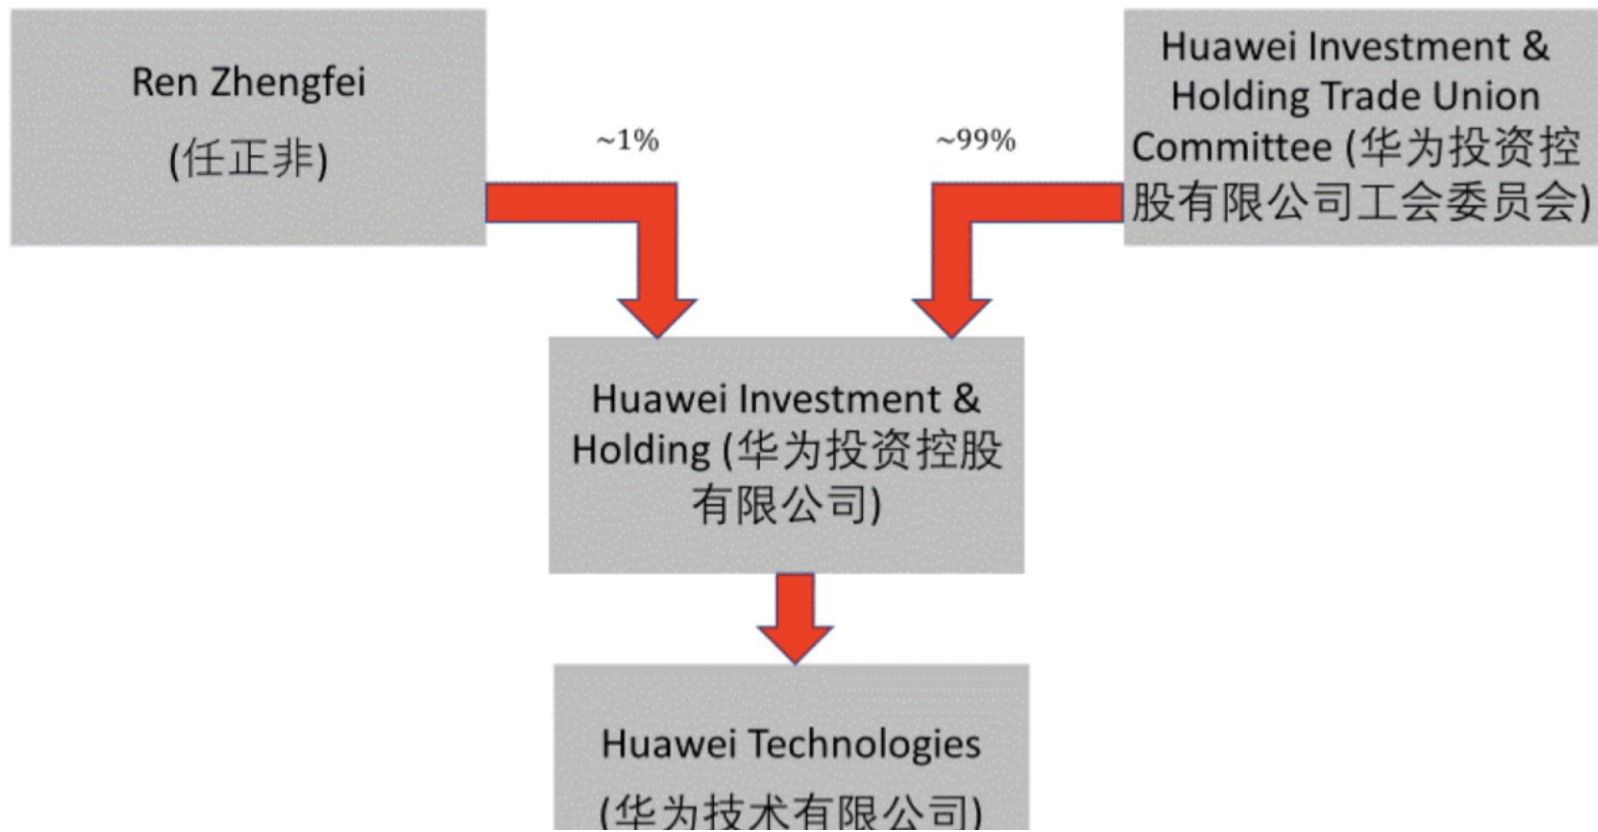 Ren Zhengfei
(任正非)
~1%
~99%
Huawei Investment &
Holding Trade Union
Committee (华为投资控
股有限公司工会委员会)
Huawei Investment &
Holding (华为投资控股
有限公司)
Huawei Technologies
(华为技术有限公司)